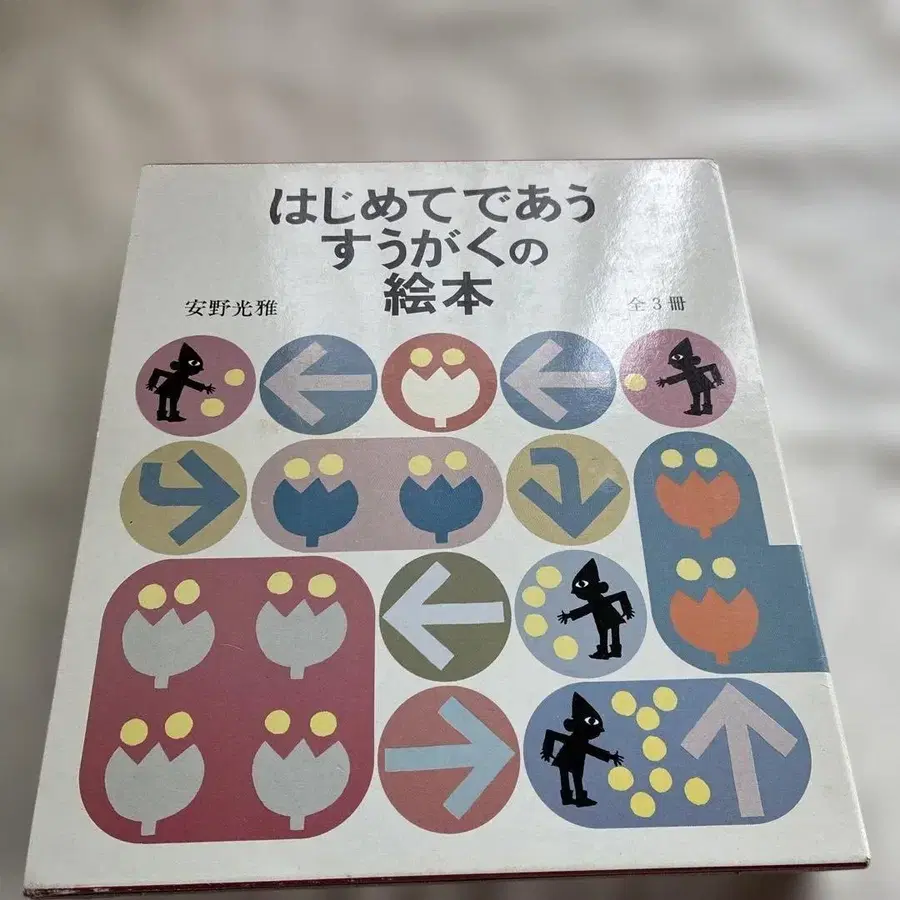 はじめてであう
すうがくの
絵本
安野光雅
全3冊